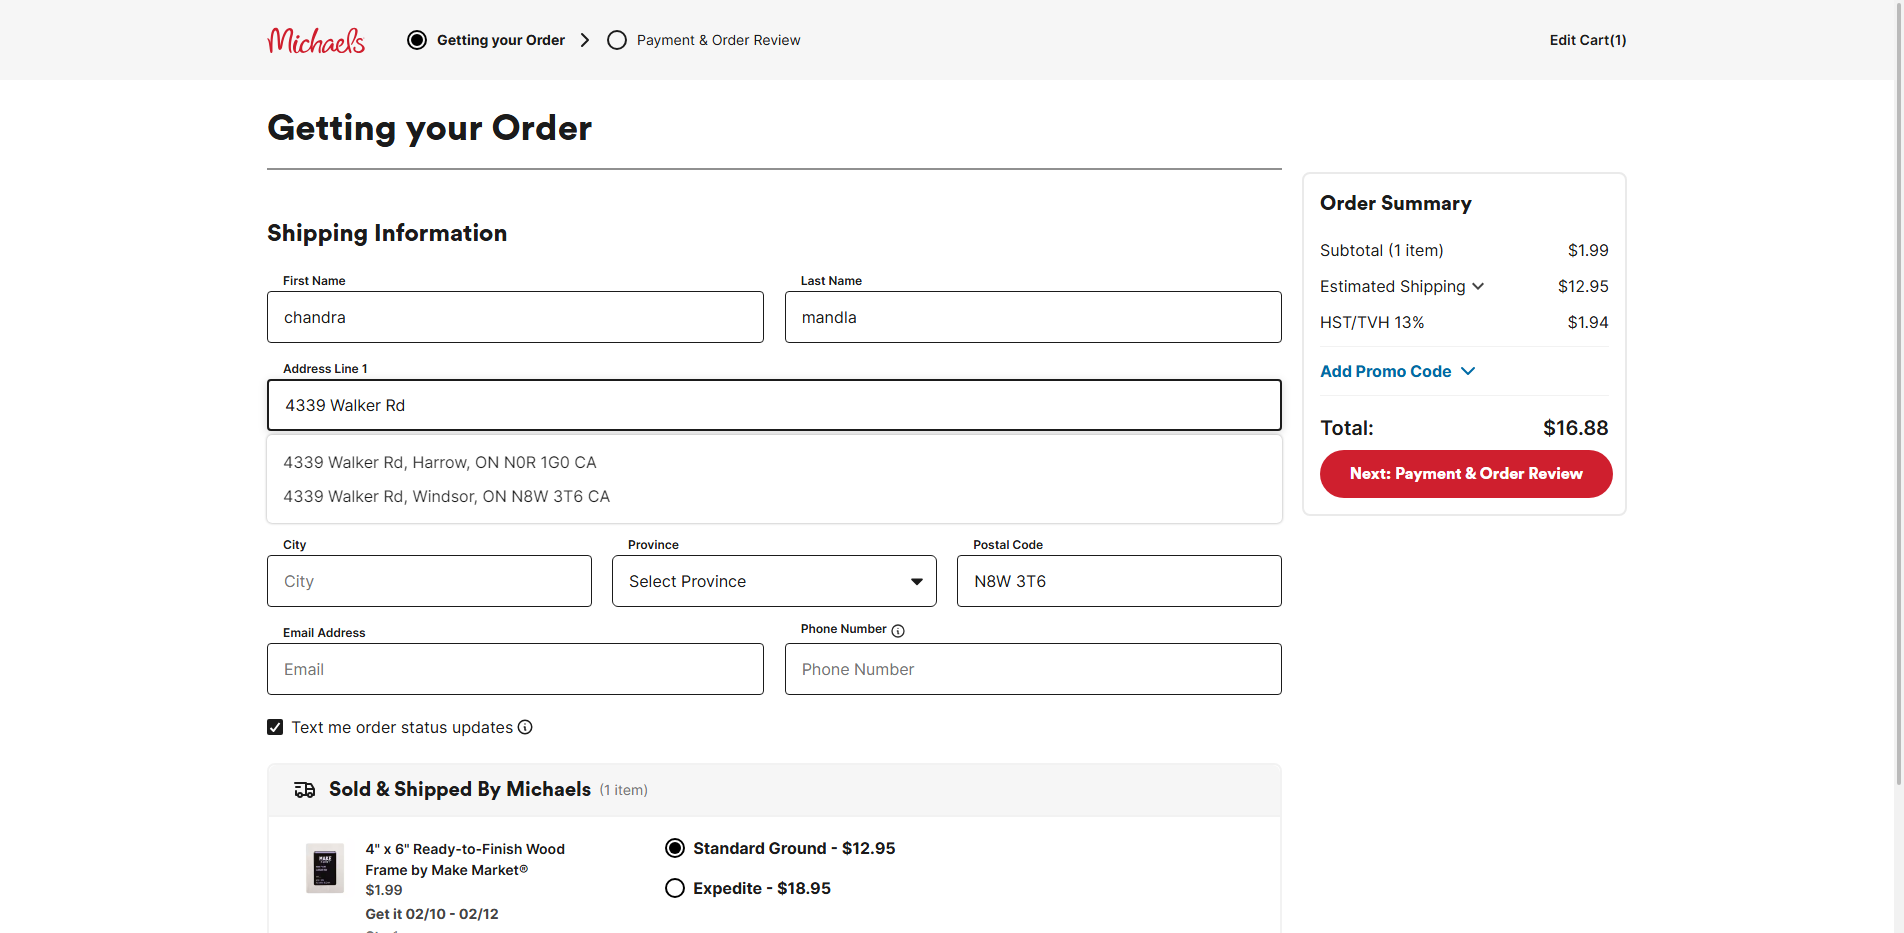 Michaels
Getting your Order
Payment & Order Review
Edit Cart(1)
Getting your Order
Shipping Information
First Name
Last Name
chandra
mandla
Address Line 1
4339 Walker Rd
4339 Walker Rd, Harrow, ON N0R 1G0 CA
4339 Walker Rd, Windsor, ON N8W 3T6 CA
City
Province
Postal Code
City
Select Province
N8W 3T6
Email Address
Phone Number
Email
Phone Number
Text me order status updates
Sold & Shipped By Michaels (1 item)
4" x 6" Ready-to-Finish Wood
Frame by Make Market®
$1.99
Get it 02/10 - 02/12
Standard Ground - $12.95
Expedite - $18.95
Order Summary
Subtotal (1 item) $1.99
Estimated Shipping $12.95
HST/TVH 13% $1.94
Add Promo Code
Total: $16.88
Next: Payment & Order Review